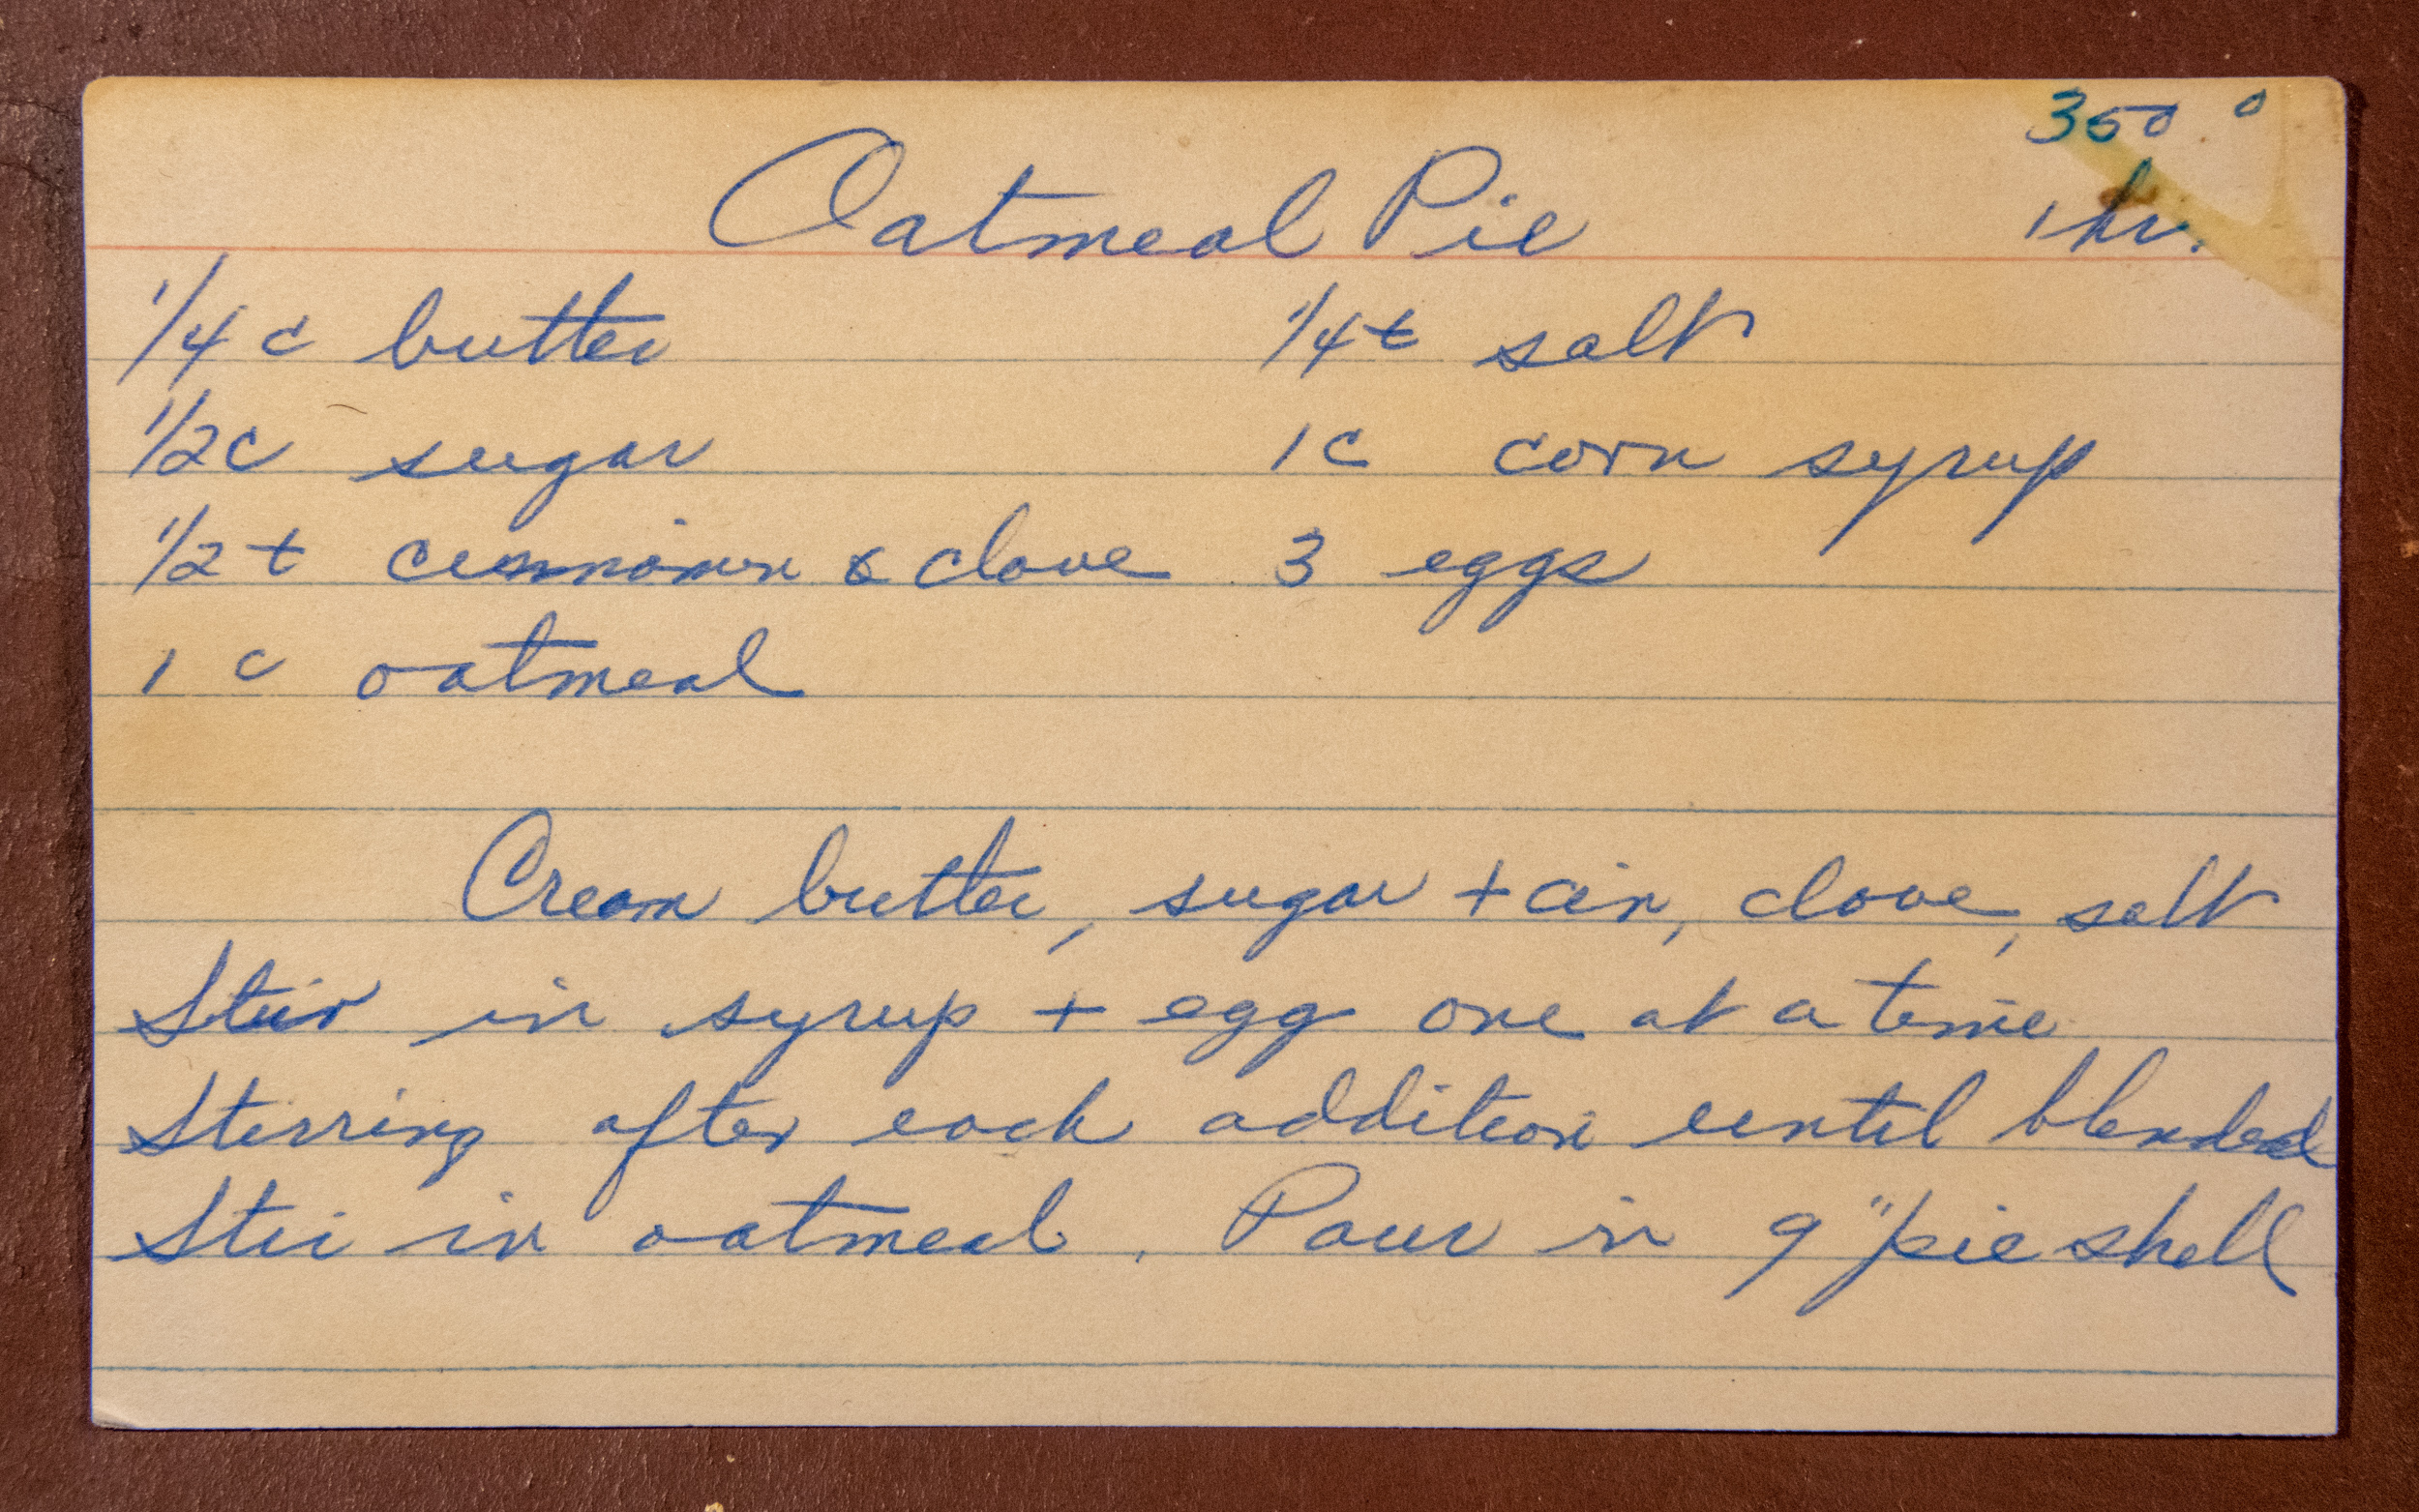 350°
Oatmeal Pie 1 hr.
1/4 c butter 1/4 t salt
1/2 c sugar 1 c corn syrup
1/2 t cinnamon & clove 3 eggs
1 c oatmeal
Cream butter, sugar + cin, clove, salt
Stir in syrup + egg one at a time
Stirring after each addition until blended
Stir in oatmeal. Pour in 9" pie shell